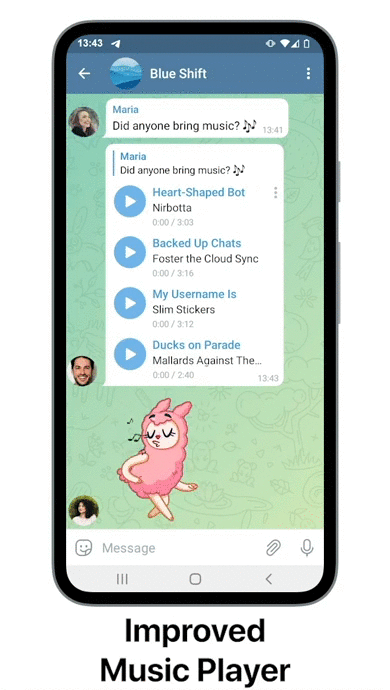 13:43
Blue Shift
Maria
Did anyone bring music? 🎶
13:41
Maria
Did anyone bring music? 🎶
Heart-Shaped Bot
Nirbotta
0:00 / 3:03
Backed Up Chats
Foster the Cloud Sync
0:00 / 3:16
My Username Is
Slim Stickers
0:00 / 3:12
Ducks on Parade
Mallards Against The...
0:00 / 2:40
13:43
Message
Improved
Music Player